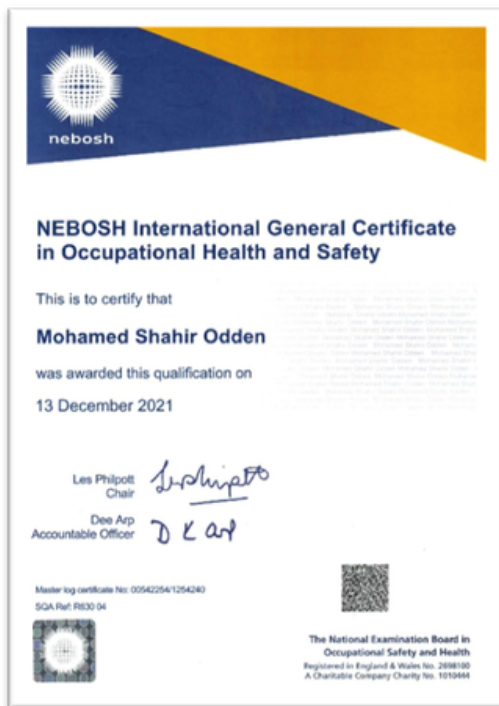 nebosh
NEBOSH International General Certificate
in Occupational Health and Safety
This is to certify that
Mohamed Shahir Odden
was awarded this qualification on
13 December 2021
Les Philpott
Chair
Dee Arp
Accountable Officer
D K Arp
Master log certificate No: 00542254/1254240
SQA Ref: R630 04
The National Examination Board in
Occupational Safety and Health
Registered in England & Wales No. 2698100
A Charitable Company Charity No. 1010444